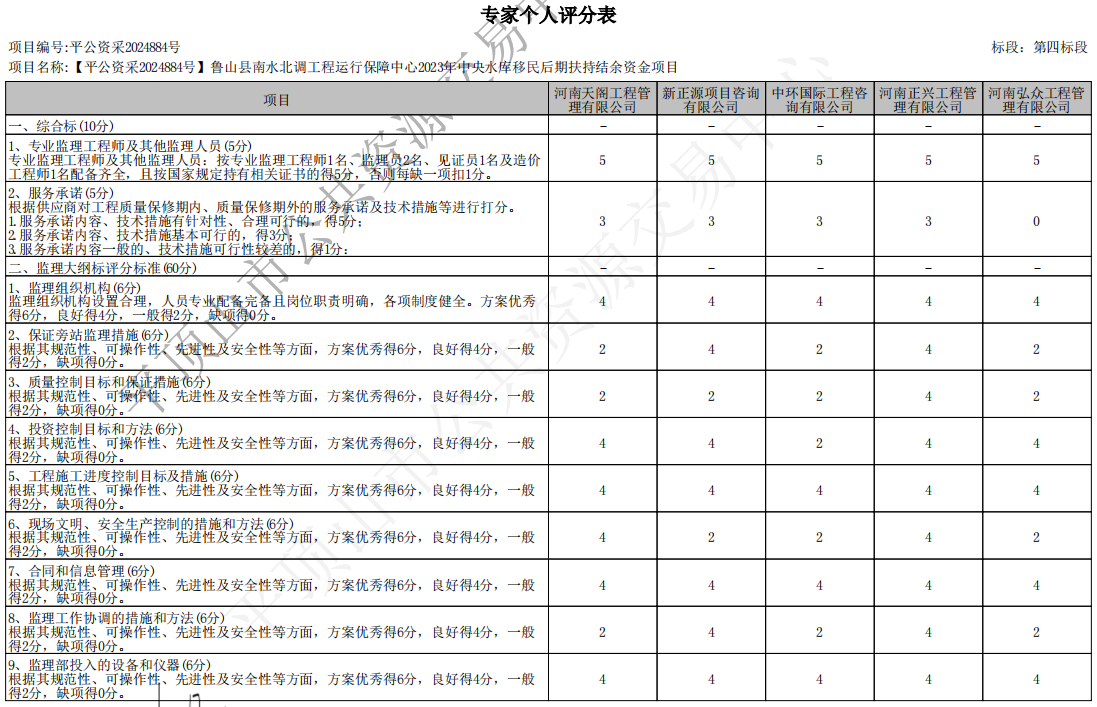 专家个人评分表
项目编号:平公资采2024884号
标段：第四标段
项目名称:【平公资采2024884号】鲁山县南水北调工程运行保障中心2023年中央水库移民后期扶持结余资金项目
项目
河南天阁工程管理有限公司
新正源项目咨询有限公司
中环国际工程咨询有限公司
河南正兴工程管理有限公司
河南弘众工程管理有限公司
一、综合标(10分)
— — — — —
1、专业监理工程师及其他监理人员(5分)
专业监理工程师及其他监理人员：按专业监理工程师1名、监理员2名、见证员1名及造价
工程师1名配备齐全，且按国家规定持有相关证书的得5分，否则每缺一项扣1分。
5 5 5 5 5
2、服务承诺(5分)
根据供应商对工程质量保修期内、质量保修期外的服务承诺及技术措施等进行打分。
1.服务承诺内容、技术措施有针对性、合理可行的，得5分；
2.服务承诺内容、技术措施基本可行的，得3分；
3.服务承诺内容一般的、技术措施可行性较差的，得1分：
3 3 3 3 0
二、监理大纲标评分标准(60分)
— — — — —
1、监理组织机构(6分)
监理组织机构设置合理，人员专业配备完备且岗位职责明确，各项制度健全。方案优秀
得6分，良好得4分，一般得2分，缺项得0分。
4 4 4 4 4
2、保证旁站监理措施(6分)
根据其规范性、可操作性、先进性及安全性等方面，方案优秀得6分，良好得4分，一般
得2分，缺项得0分。
2 4 2 4 2
3、质量控制目标和保证措施(6分)
根据其规范性、可操作性、先进性及安全性等方面，方案优秀得6分，良好得4分，一般
得2分，缺项得0分。
2 2 2 4 2
4、投资控制目标和方法(6分)
根据其规范性、可操作性、先进性及安全性等方面，方案优秀得6分，良好得4分，一般
得2分，缺项得0分。
4 4 2 4 4
5、工程施工进度控制目标及措施(6分)
根据其规范性、可操作性、先进性及安全性等方面，方案优秀得6分，良好得4分，一般
得2分，缺项得0分。
4 4 4 4 4
6、现场文明、安全生产控制的措施和方法(6分)
根据其规范性、可操作性、先进性及安全性等方面，方案优秀得6分，良好得4分，一般
得2分，缺项得0分。
4 2 2 4 2
7、合同和信息管理(6分)
根据其规范性、可操作性、先进性及安全性等方面，方案优秀得6分，良好得4分，一般
得2分，缺项得0分。
4 4 4 4 4
8、监理工作协调的措施和方法(6分)
根据其规范性、可操作性、先进性及安全性等方面，方案优秀得6分，良好得4分，一般
得2分，缺项得0分。
2 4 2 4 2
9、监理部投入的设备和仪器(6分)
根据其规范性、可操作性、先进性及安全性等方面，方案优秀得6分，良好得4分，一般
得2分，缺项得0分。
4 4 4 4 4
平顶山市公共资源交易中心
平顶山市公共资源交易中心